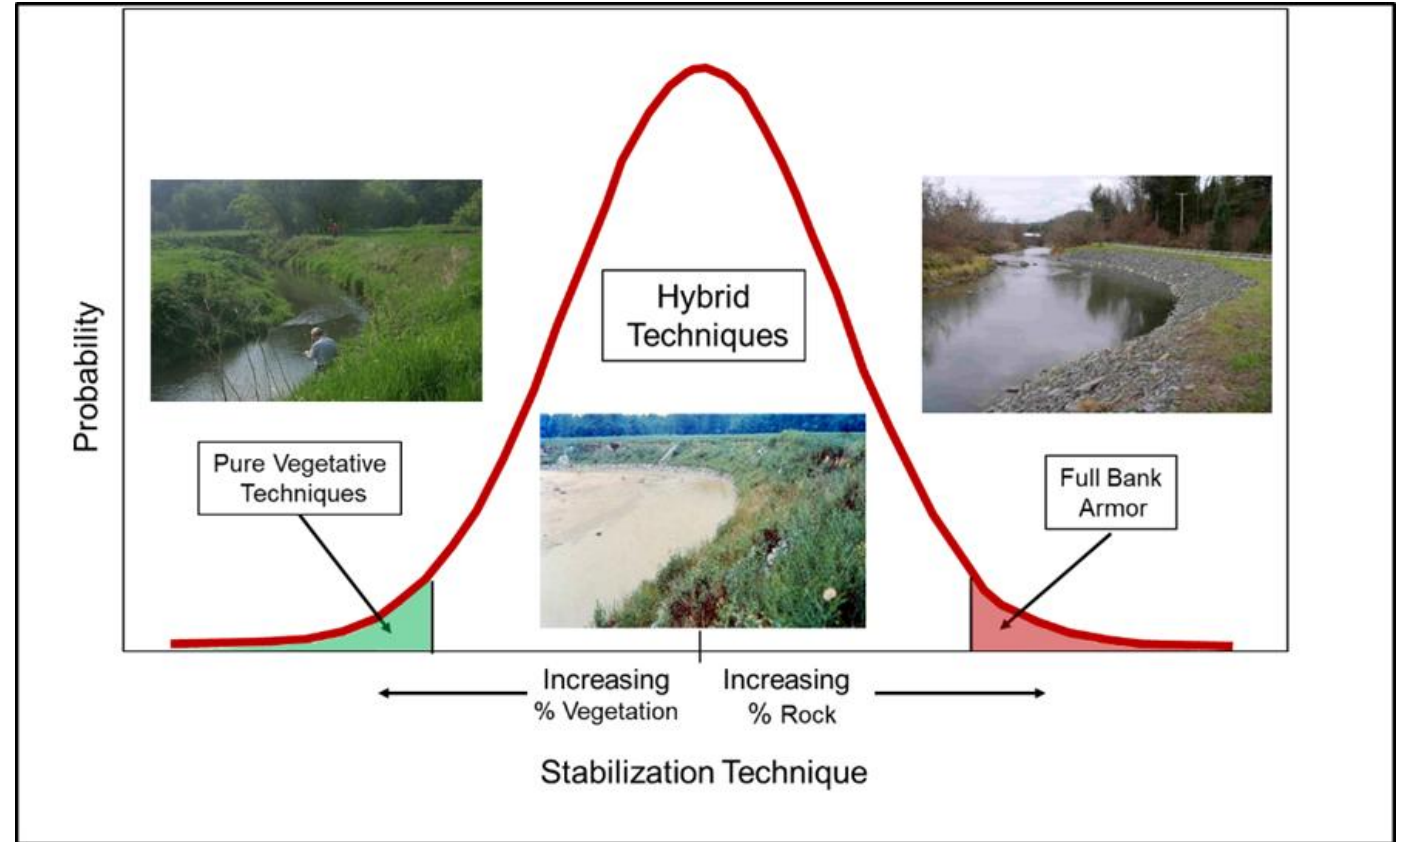 Probability
Hybrid
Techniques
Pure Vegetative
Techniques
Full Bank
Armor
Increasing
% Vegetation
Increasing
% Rock
Stabilization Technique